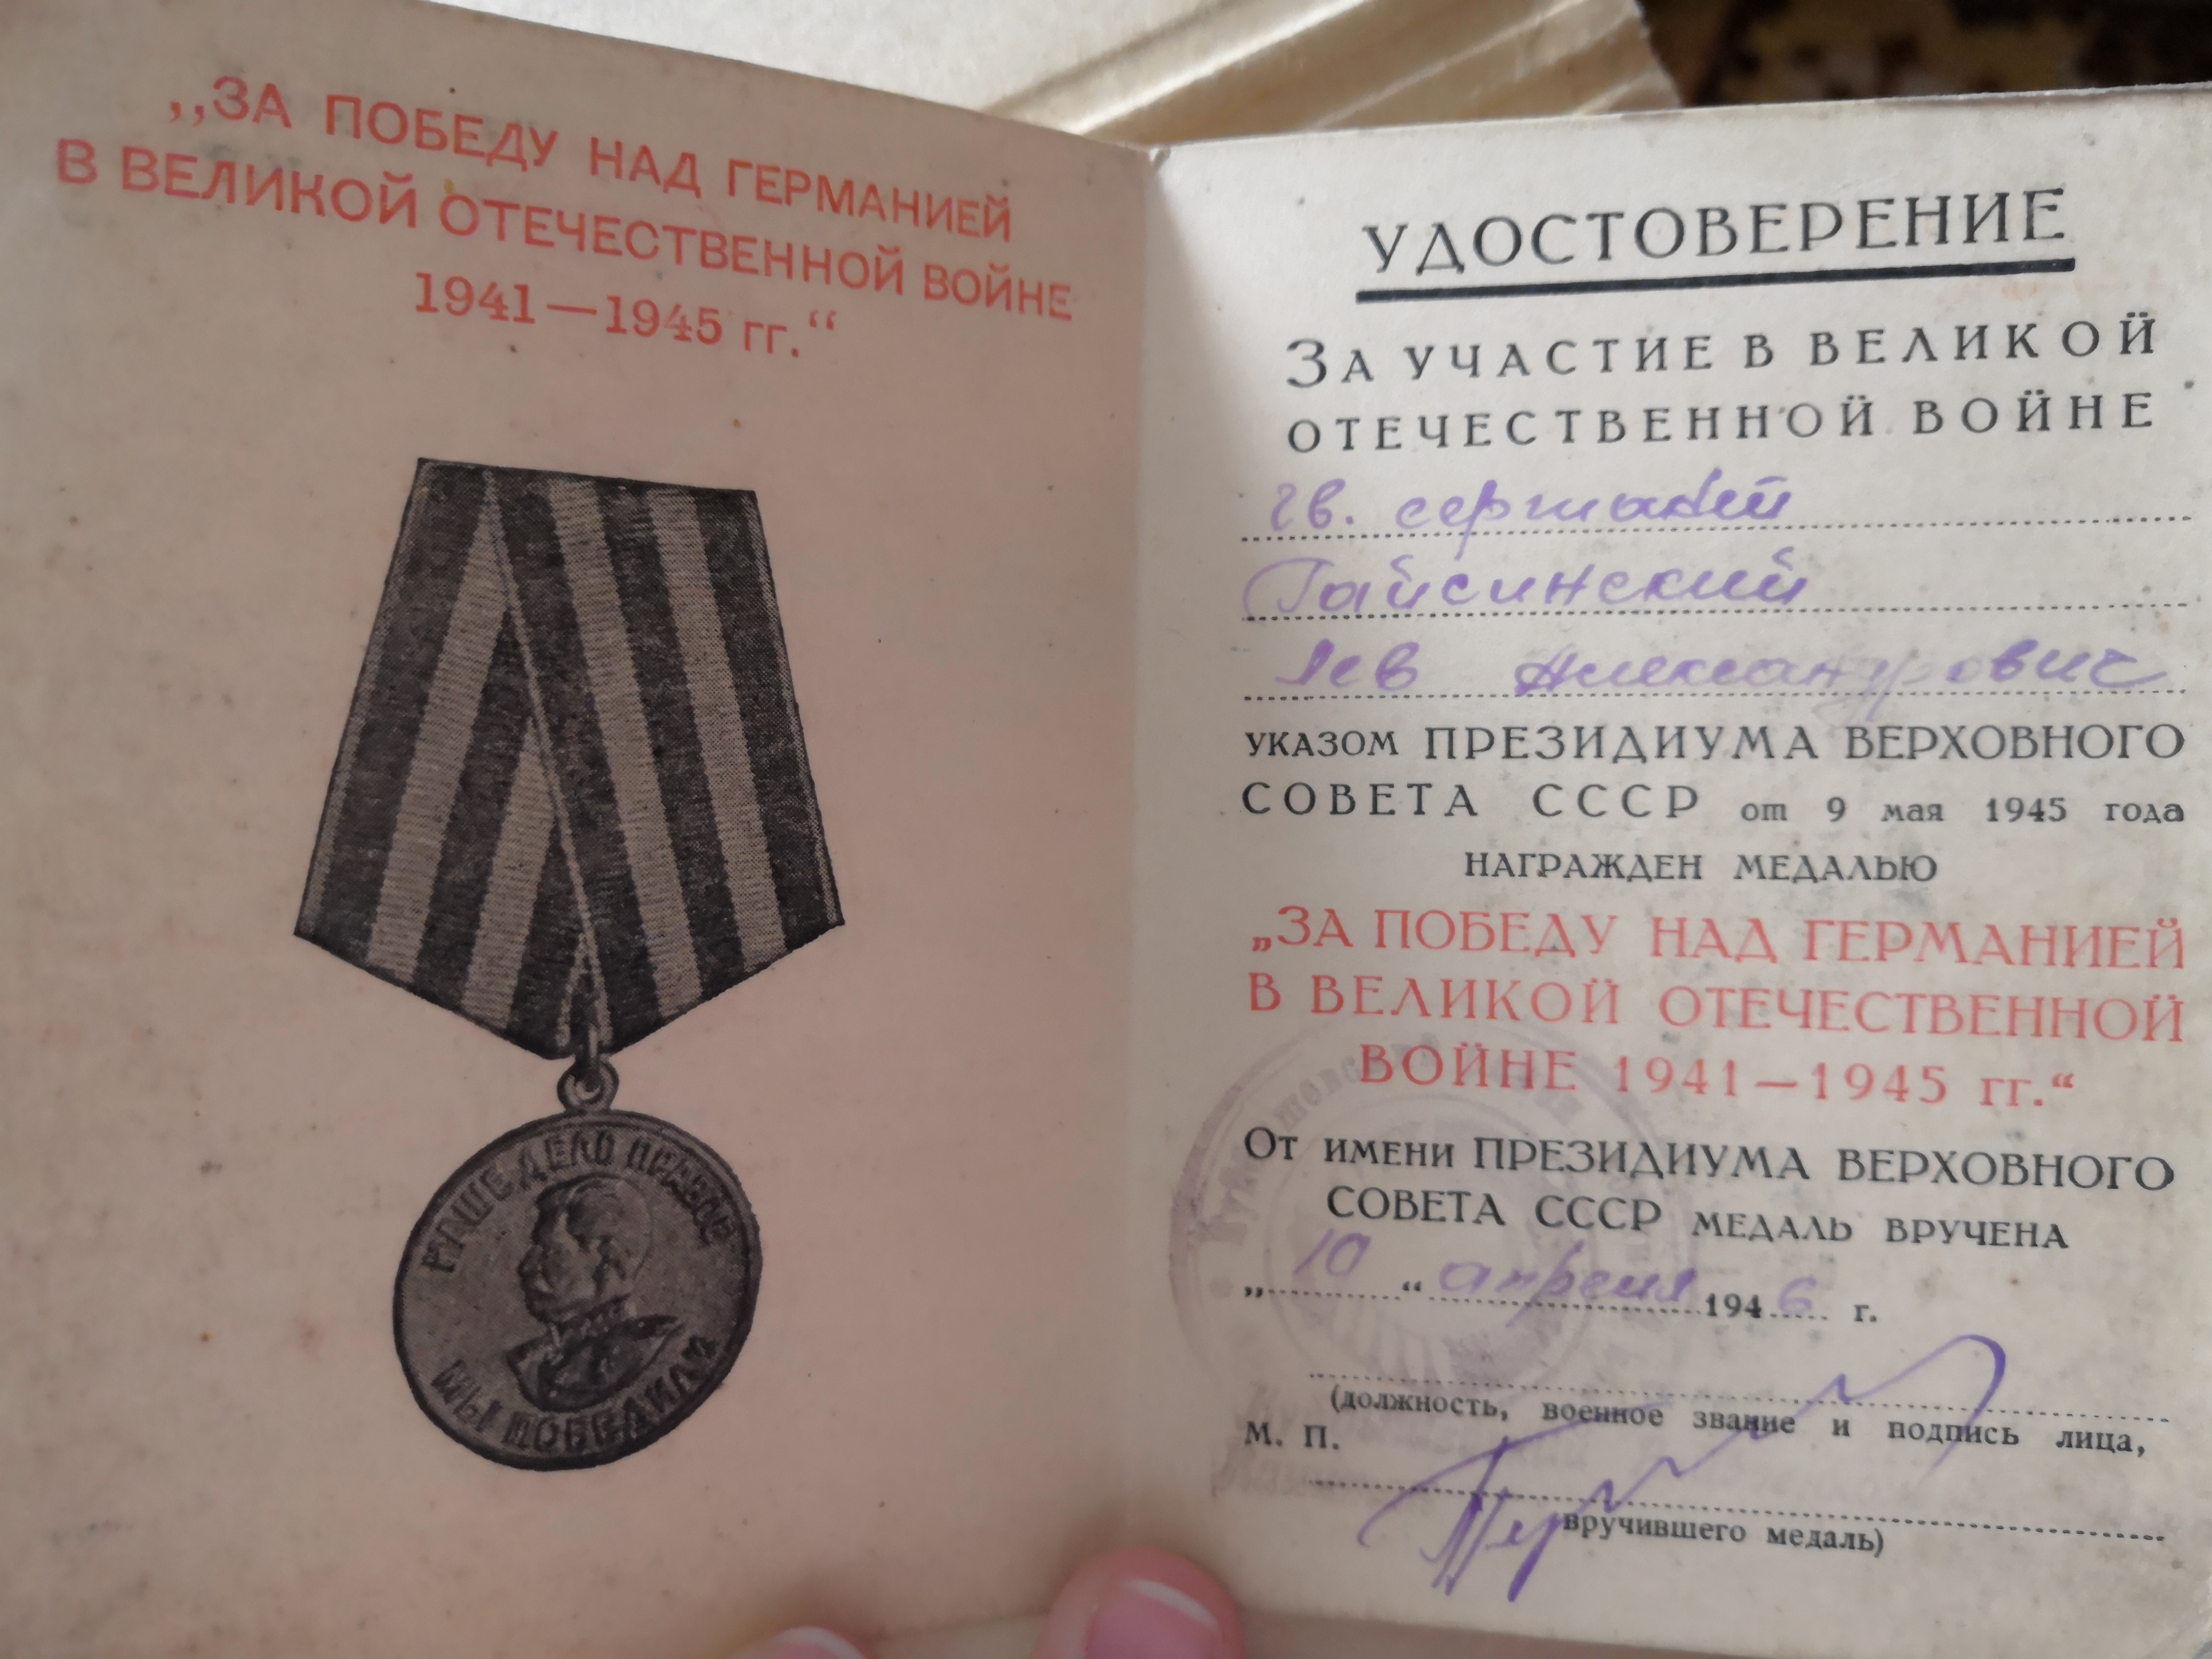 ,,ЗА ПОБЕДУ НАД ГЕРМАНИЕЙ
В ВЕЛИКОЙ ОТЕЧЕСТВЕННОЙ ВОЙНЕ
1941—1945 гг.“
НАШЕ ДЕЛО ПРАВОЕ
МЫ ПОБЕДИЛИ
УДОСТОВЕРЕНИЕ
ЗА УЧАСТИЕ В ВЕЛИКОЙ
ОТЕЧЕСТВЕННОЙ ВОЙНЕ
гв.
Гайсинский
Лев Александрович
УКАЗОМ ПРЕЗИДИУМА ВЕРХОВНОГО
СОВЕТА СССР от 9 мая 1945 года
НАГРАЖДЕН МЕДАЛЬЮ
„ЗА ПОБЕДУ НАД ГЕРМАНИЕЙ
В ВЕЛИКОЙ ОТЕЧЕСТВЕННОЙ
ВОЙНЕ 1941—1945 гг.“
ОТ ИМЕНИ ПРЕЗИДИУМА ВЕРХОВНОГО
СОВЕТА СССР МЕДАЛЬ ВРУЧЕНА
„ 10 “ апреля 1946 г.
(должность, военное звание и подпись лица,
М. П.
вручившего медаль)